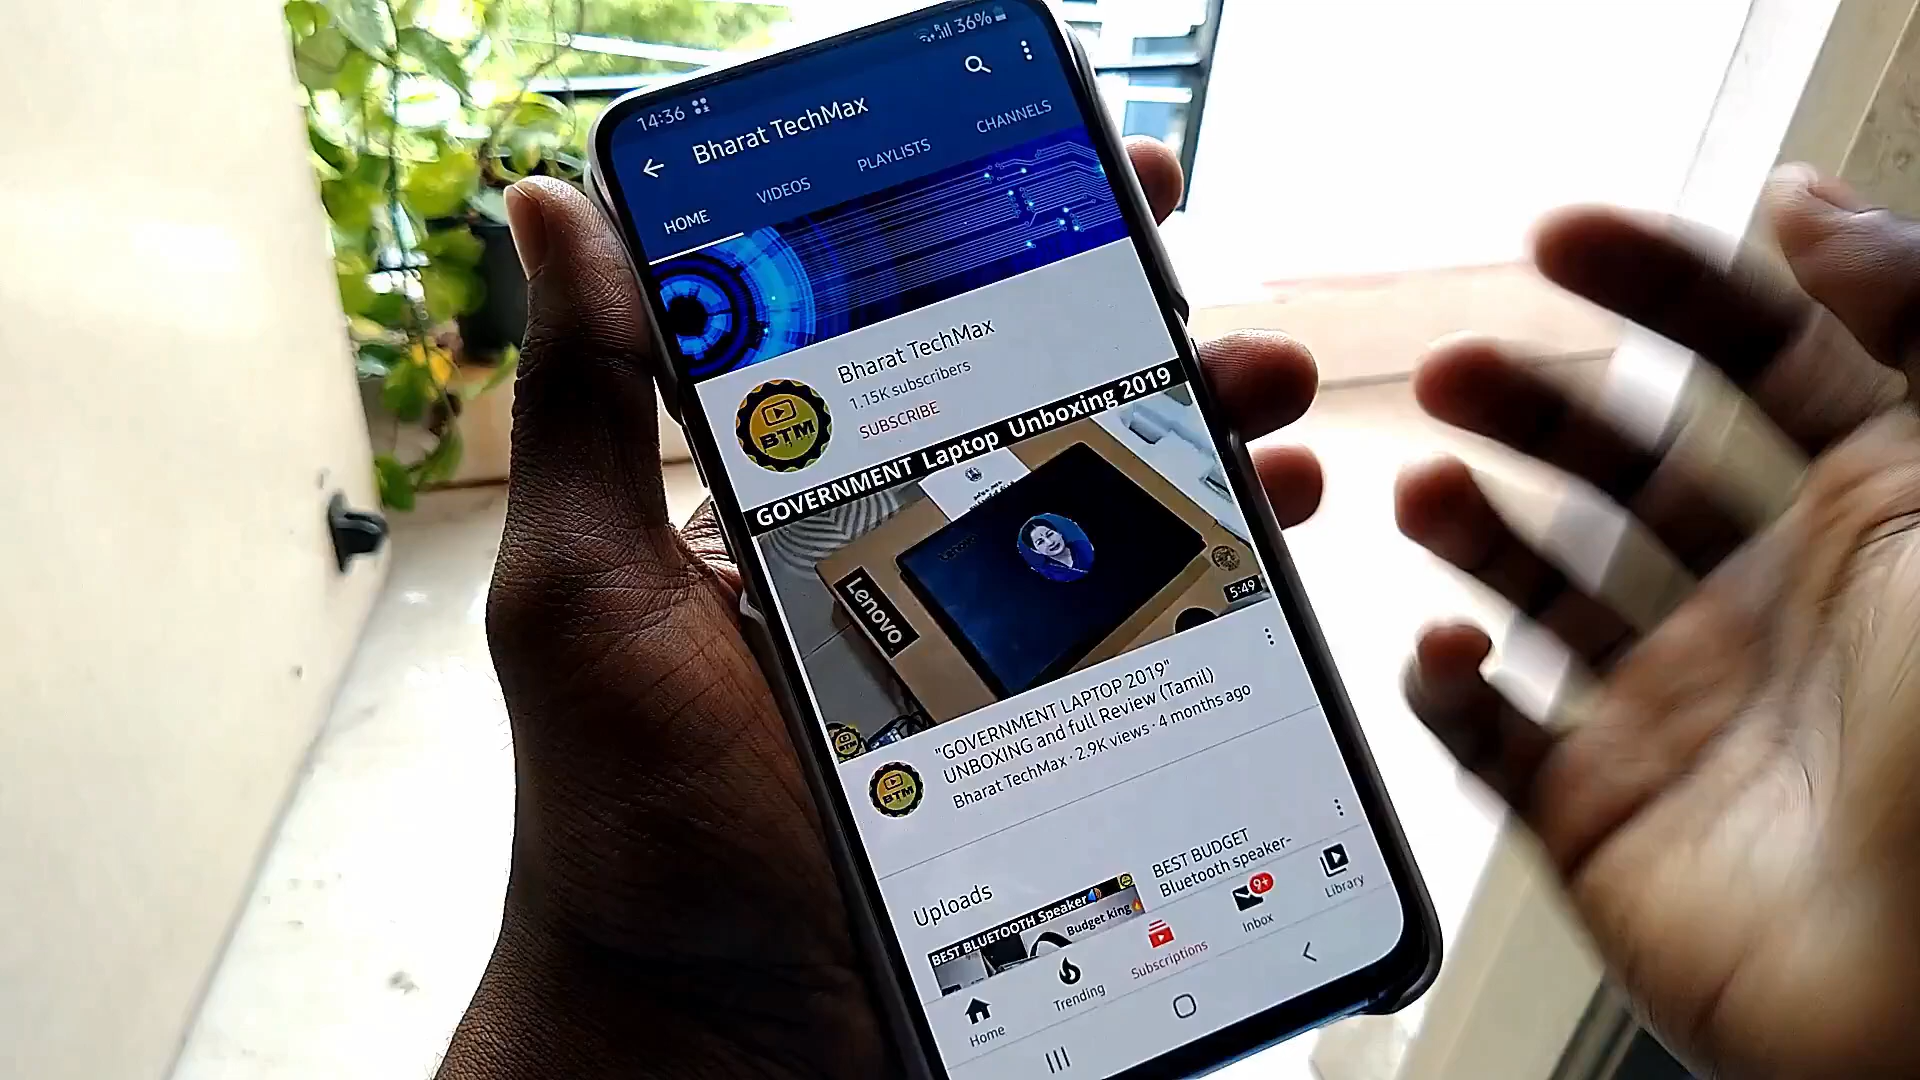 14:36
36%
Bharat TechMax
HOME
VIDEOS
PLAYLISTS
CHANNELS
BTM
Bharat TechMax
1.15K subscribers
SUBSCRIBE
GOVERNMENT Laptop Unboxing 2019
Lenovo
5:49
BTM
"GOVERNMENT LAPTOP 2019"
UNBOXING and full Review (Tamil)
Bharat TechMax · 2.9K views · 4 months ago
Uploads
BEST BLUETOOTH Speaker
Budget king
BEST BUDGET
Bluetooth speaker-
Home
Trending
Subscriptions
9+
Inbox
Library